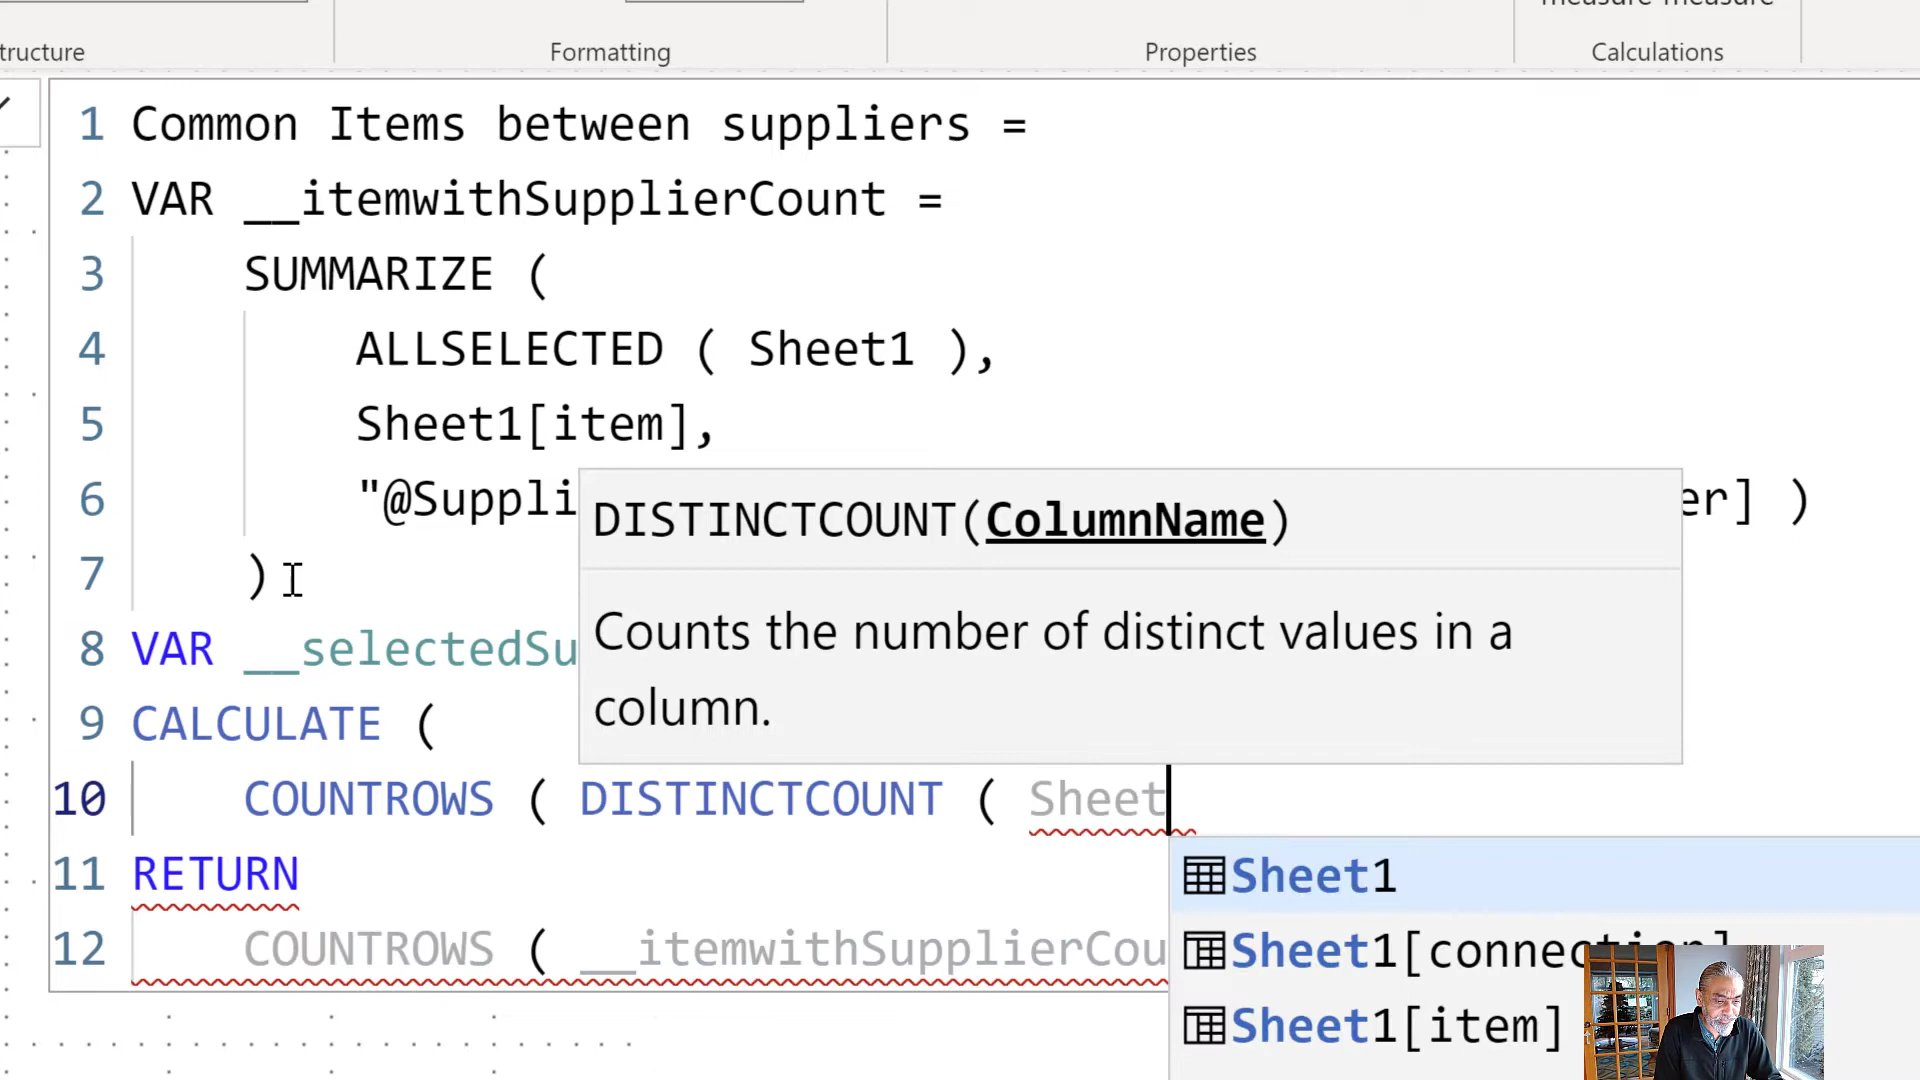 tructure
Formatting
Properties
Calculations
1 Common Items between suppliers =
2 VAR __itemwithSupplierCount =
3 SUMMARIZE (
4 ALLSELECTED ( Sheet1 ),
5 Sheet1[item],
6 "@Suppli er] )
DISTINCTCOUNT(ColumnName)
7 )
Counts the number of distinct values in a
column.
8 VAR __selectedSu
9 CALCULATE (
10 COUNTROWS ( DISTINCTCOUNT ( Sheet
11 RETURN
12 COUNTROWS ( __itemwithSupplierCou
Sheet1
Sheet1[connection]
Sheet1[item]